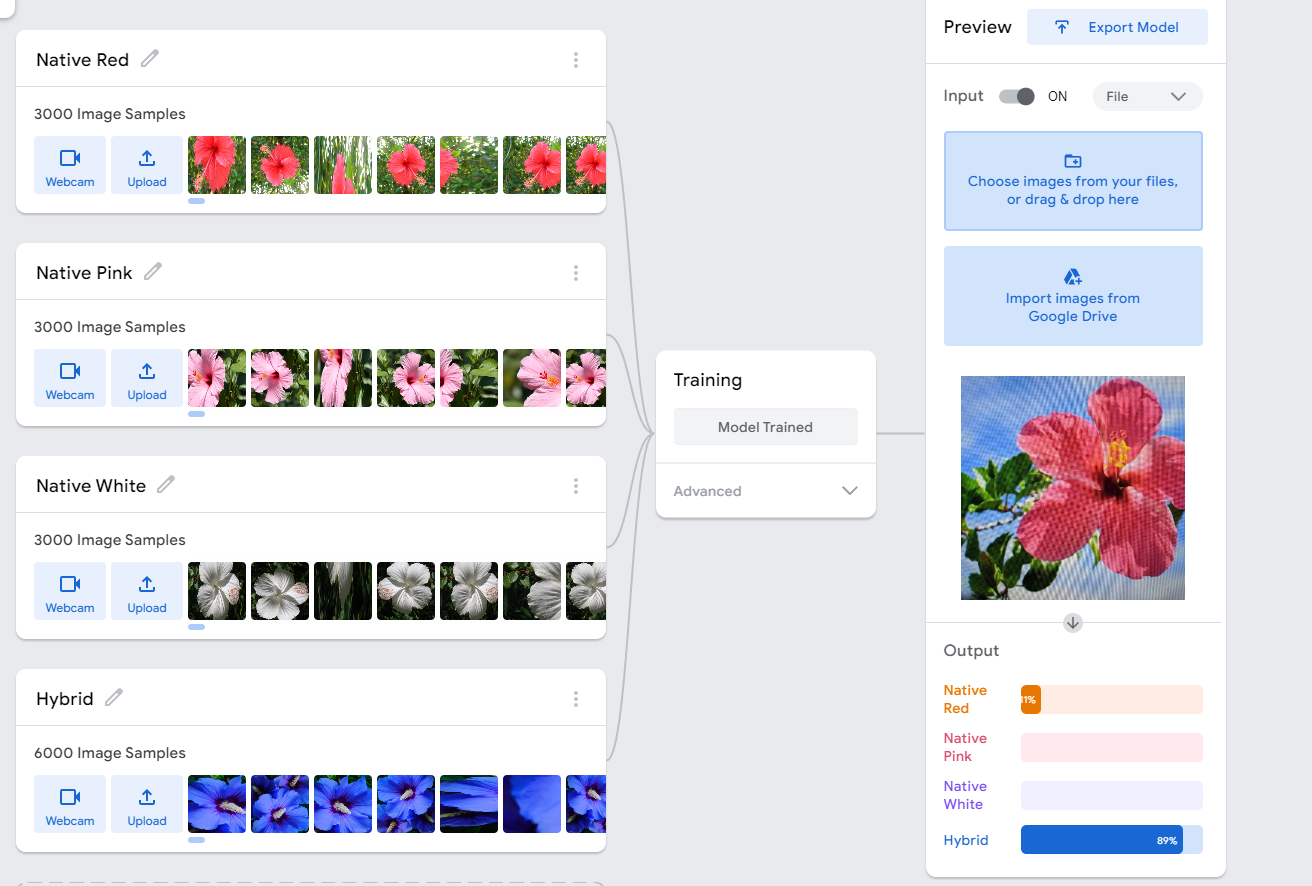 Native Red
3000 Image Samples
Webcam
Upload
Native Pink
3000 Image Samples
Webcam
Upload
Native White
3000 Image Samples
Webcam
Upload
Hybrid
6000 Image Samples
Webcam
Upload
Training
Model Trained
Advanced
Preview
Export Model
Input
ON
File
Choose images from your files,
or drag & drop here
Import images from
Google Drive
Output
Native
Red
11%
Native
Pink
Native
White
Hybrid
89%